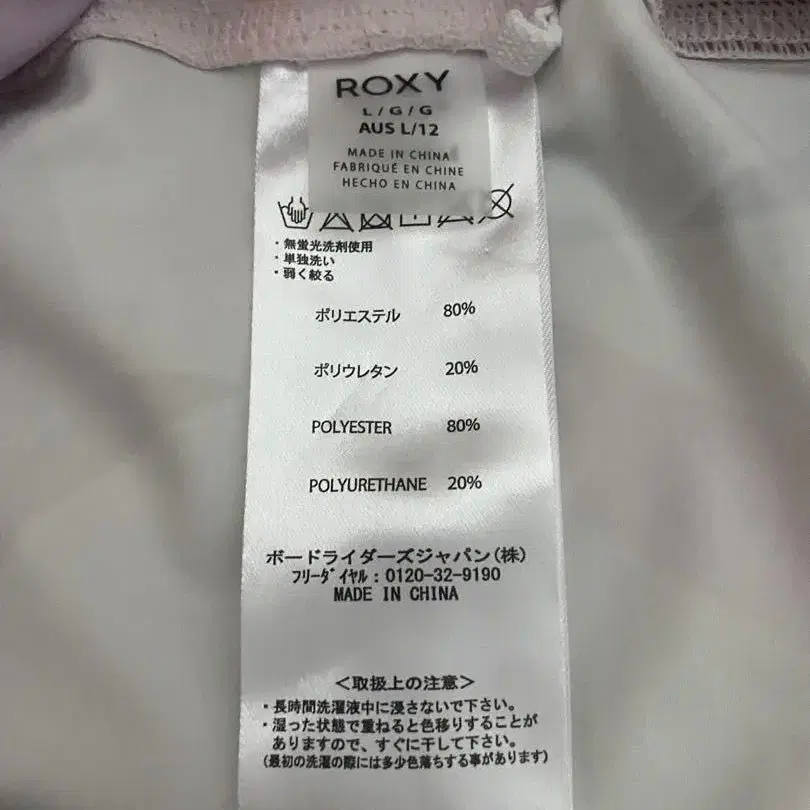 ROXY
L / G / G
AUS L/12
MADE IN CHINA
FABRIQUÉ EN CHINE
HECHO EN CHINA
・無蛍光洗剤使用
・単独洗い
・弱く絞る
ポリエステル 80%
ポリウレタン 20%
POLYESTER 80%
POLYURETHANE 20%
ボードライダーズジャパン(株)
フリーダイヤル:0120-32-9190
MADE IN CHINA
<取扱上の注意>
・長時間洗濯液中に浸さないで下さい。
・湿った状態で重ねると色移りすることが
ありますので、すぐに干して下さい。
(最初の洗濯の際には多少色落ちする事があります)